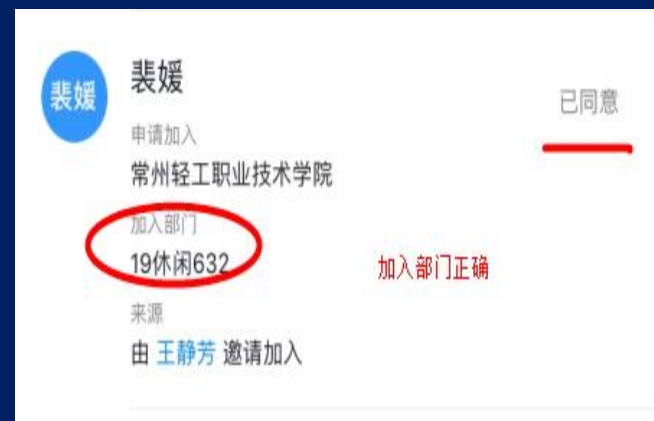 裴媛
裴媛
已同意
申请加入
常州轻工职业技术学院
加入部门
19休闲632
加入部门正确
来源
由 王静芳 邀请加入